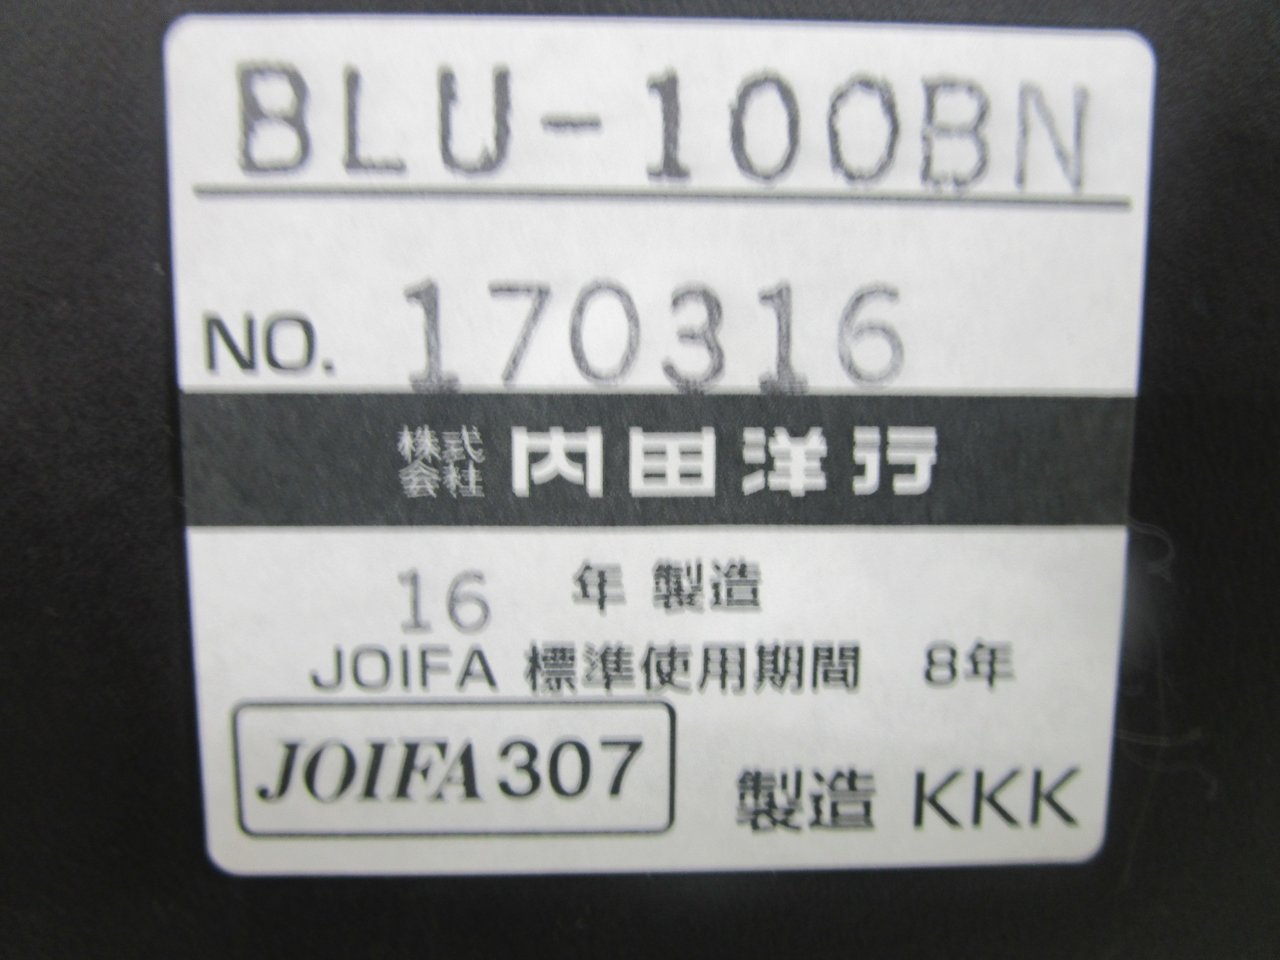 BLU-100BN
NO. 170316
株式会社 内田洋行
16 年 製造
JOIFA 標準使用期間 8年
JOIFA307 製造 KKK